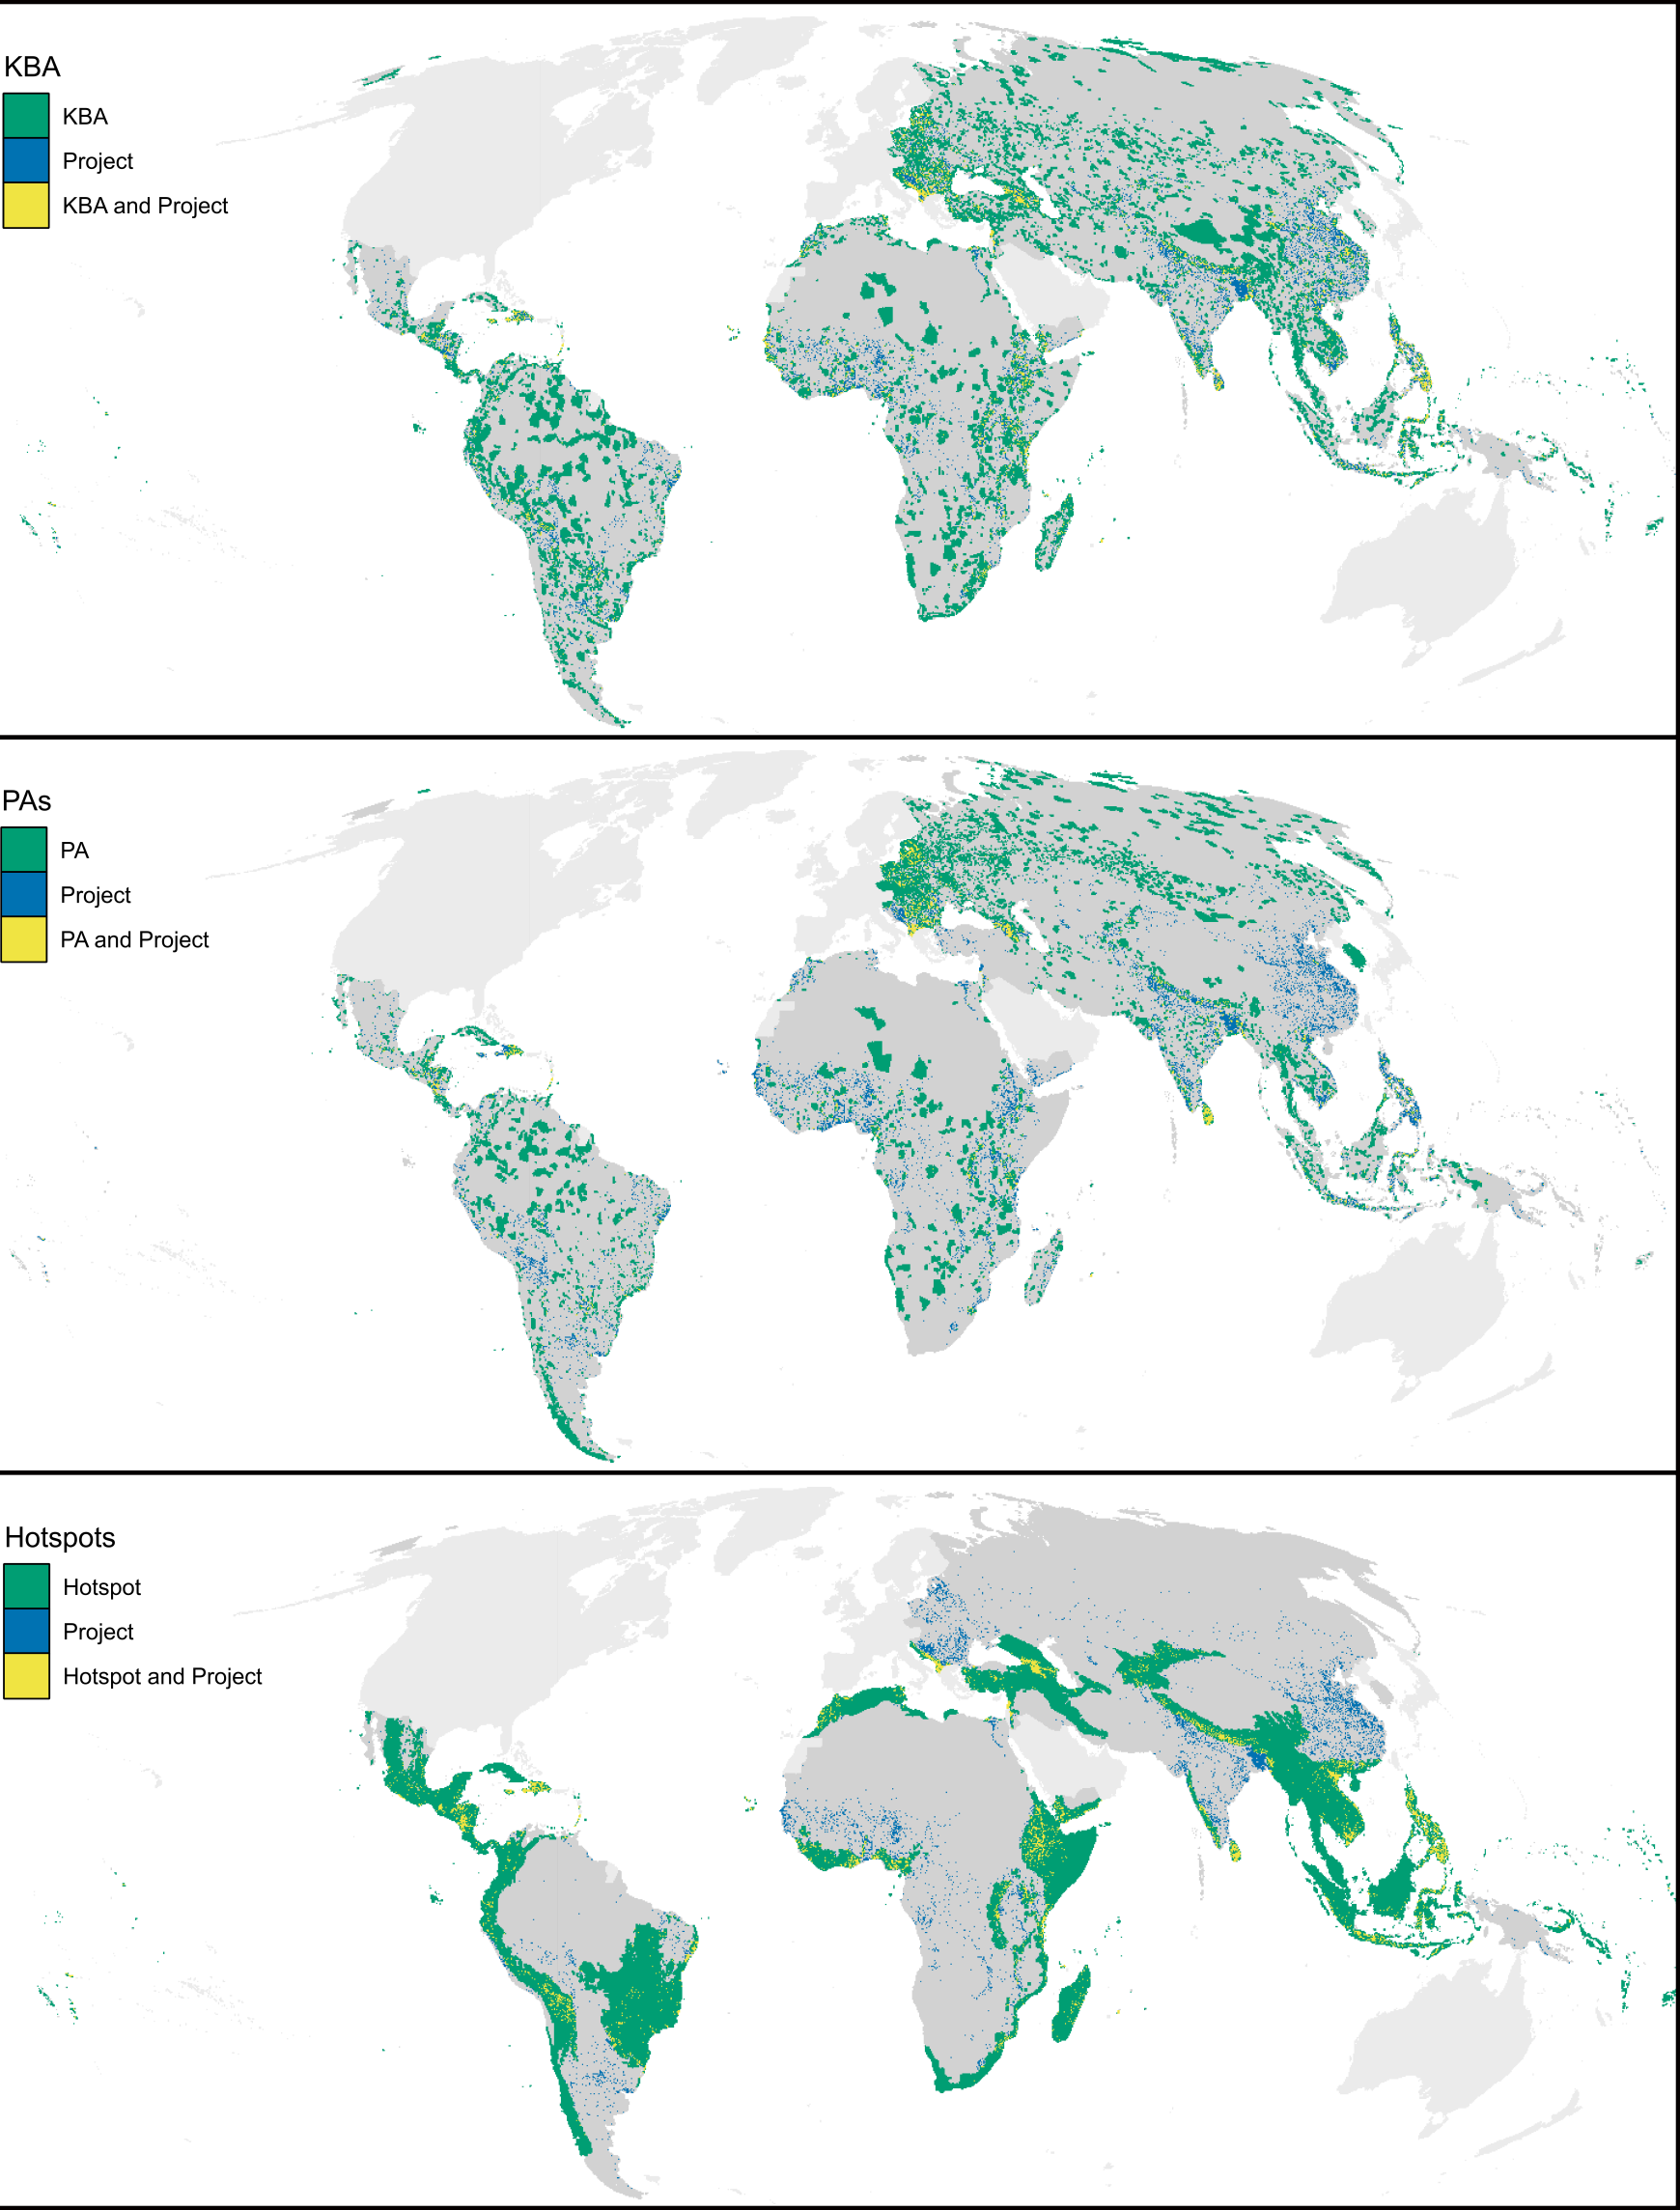 KBA
KBA
Project
KBA and Project
PAs
PA
Project
PA and Project
Hotspots
Hotspot
Project
Hotspot and Project